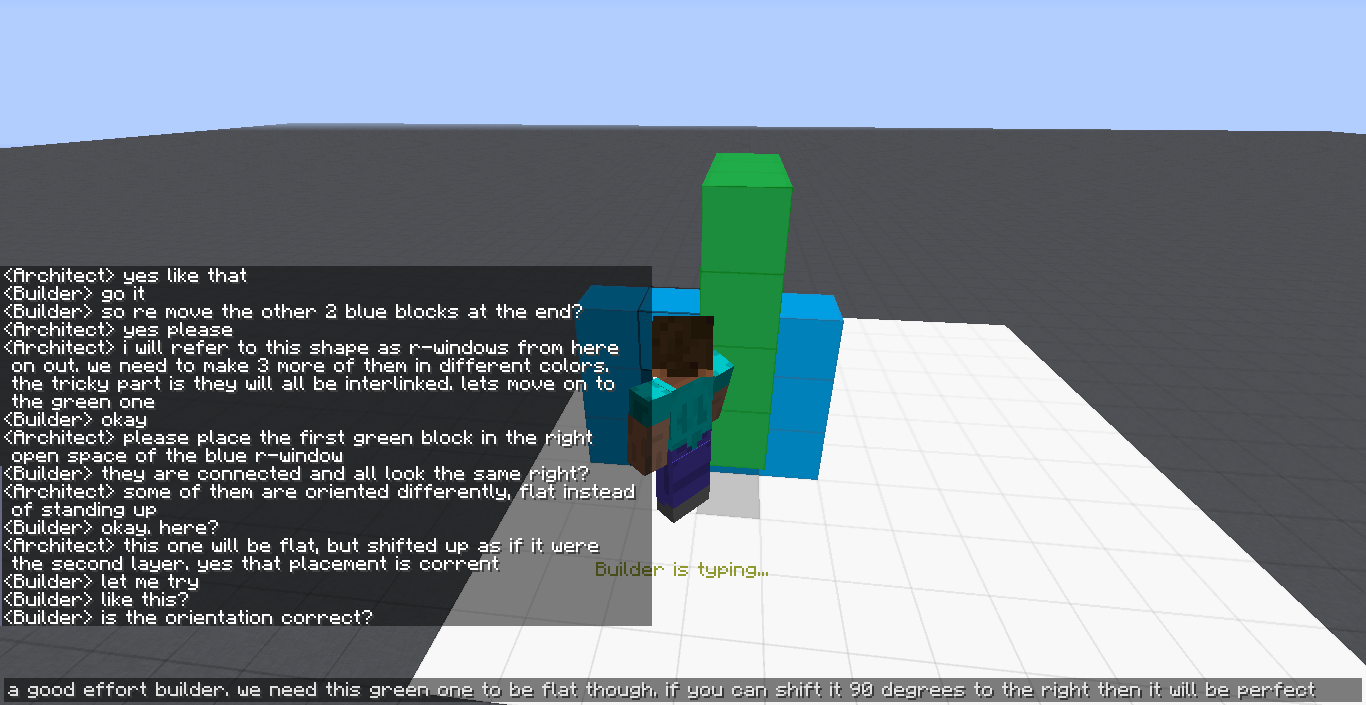 <Architect> yes like that
<Builder> go it
<Builder> so re move the other 2 blue blocks at the end?
<Architect> yes please
<Architect> i will refer to this shape as r-windows from here
on out. we need to make 3 more of them in different colors.
the tricky part is they will all be interlinked. lets move on to
the green one
<Builder> okay
<Architect> please place the first green block in the right
open space of the blue r-window
<Builder> they are connected and all look the same right?
<Architect> some of them are oriented differently, flat instead
of standing up
<Builder> okay. here?
<Architect> this one will be flat, but shifted up as if it were
the second layer. yes that placement is corrent
<Builder> let me try
<Builder> like this?
<Builder> is the orientation correct?
Builder is typing...
a good effort builder. we need this green one to be flat though. if you can shift it 90 degrees to the right then it will be perfect